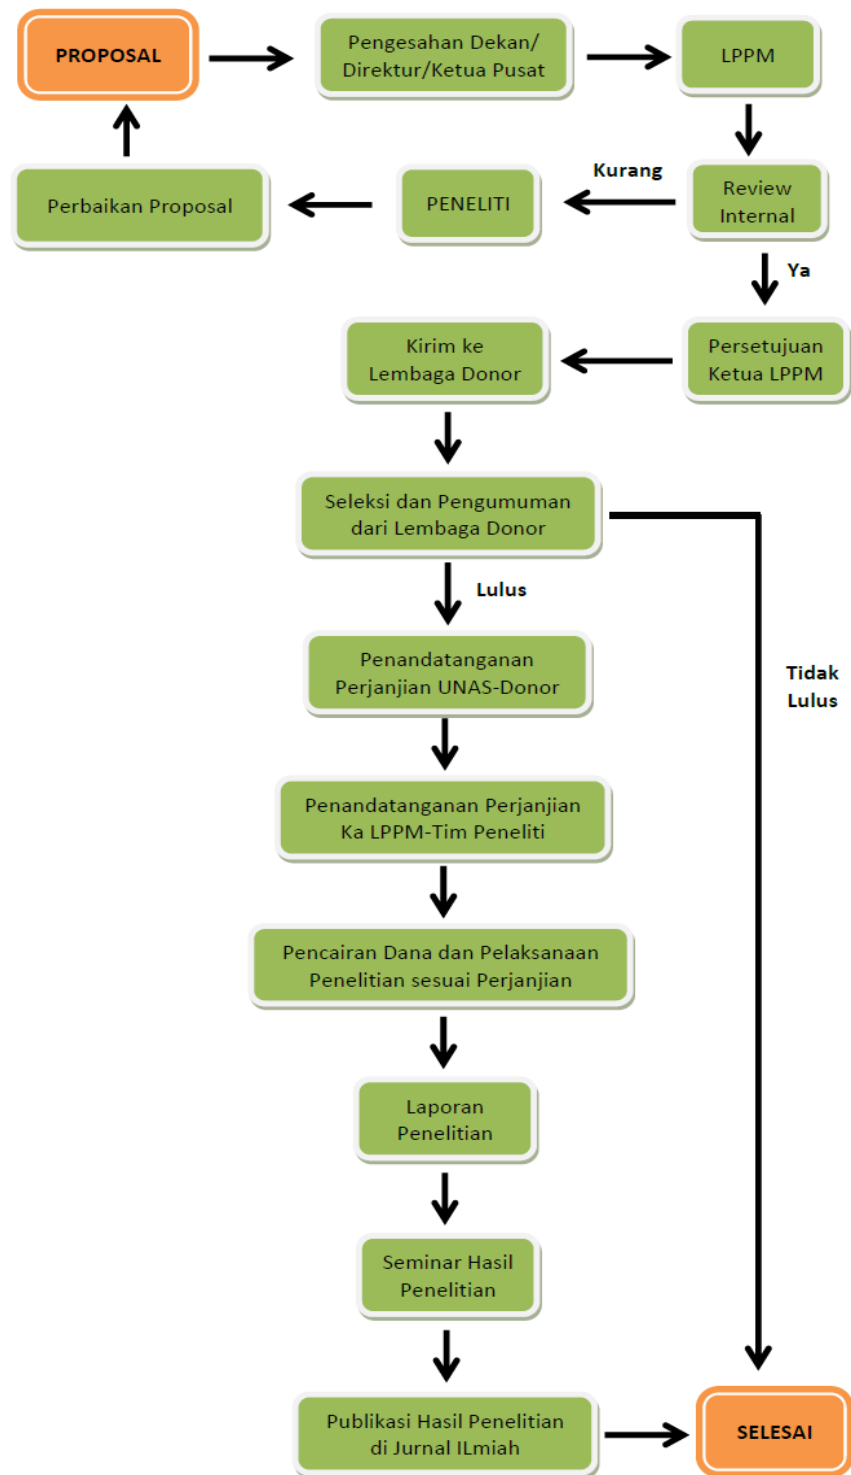 PROPOSAL
Pengesahan Dekan/
Direktur/Ketua Pusat
LPPM
Kurang
Review
Internal
PENELITI
Perbaikan Proposal
Ya
Persetujuan
Ketua LPPM
Kirim ke
Lembaga Donor
Seleksi dan Pengumuman
dari Lembaga Donor
Lulus
Tidak
Lulus
Penandatanganan
Perjanjian UNAS-Donor
Penandatanganan Perjanjian
Ka LPPM-Tim Peneliti
Pencairan Dana dan Pelaksanaan
Penelitian sesuai Perjanjian
Laporan
Penelitian
Seminar Hasil
Penelitian
Publikasi Hasil Penelitian
di Jurnal ILmiah
SELESAI